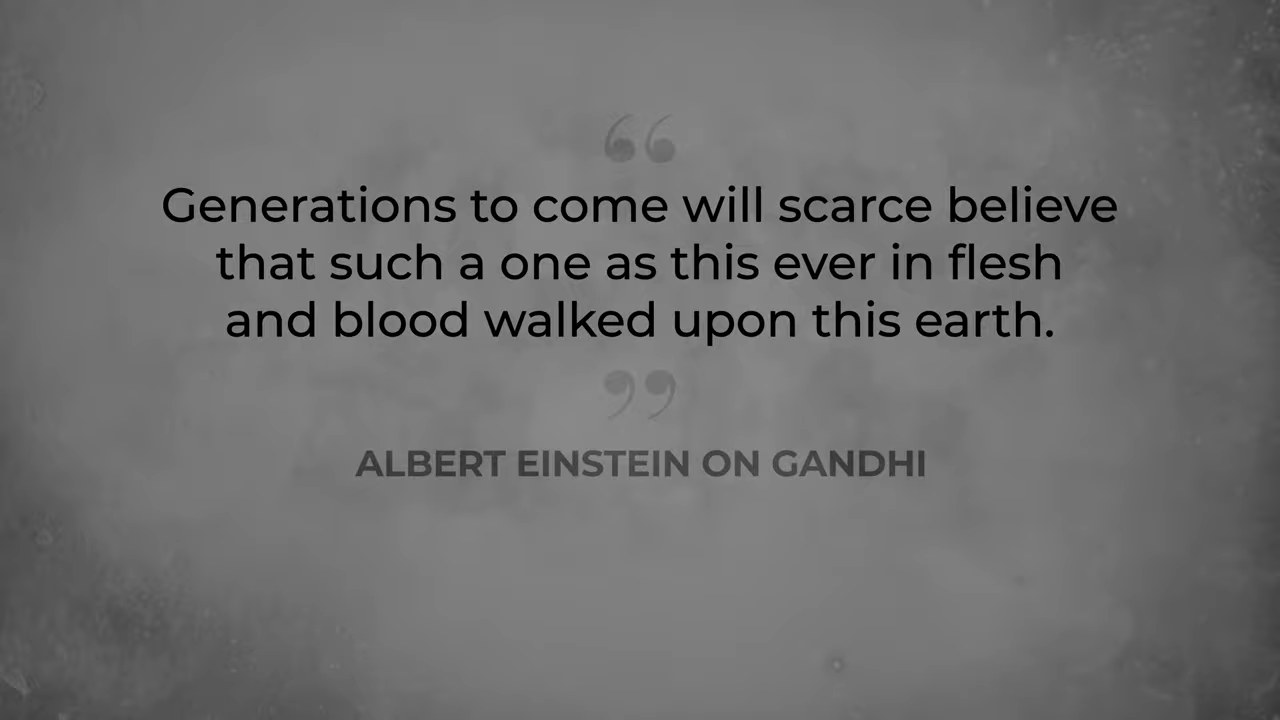 “
Generations to come will scarce believe
that such a one as this ever in flesh
and blood walked upon this earth.
”
ALBERT EINSTEIN ON GANDHI